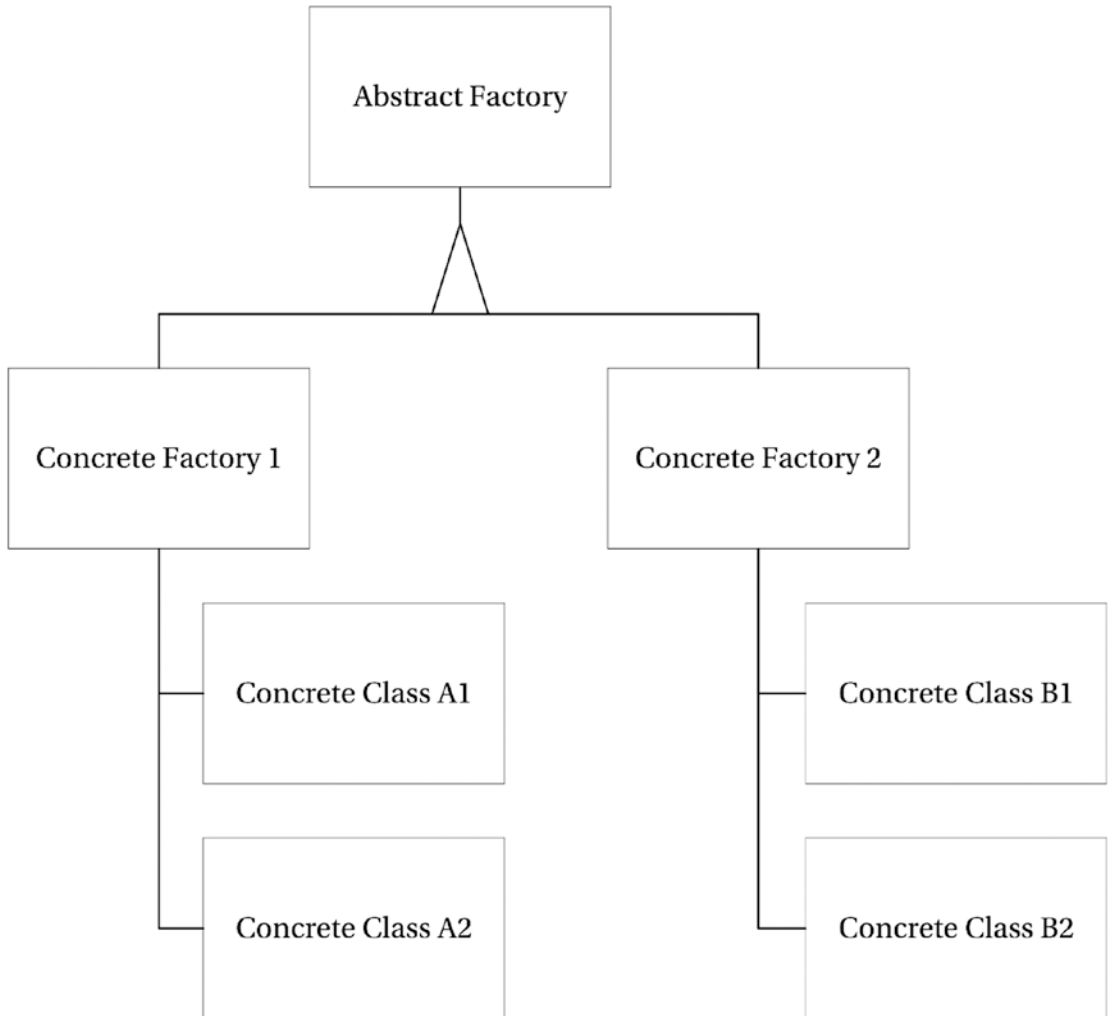 Abstract Factory
Concrete Factory 1
Concrete Factory 2
Concrete Class A1
Concrete Class B1
Concrete Class A2
Concrete Class B2